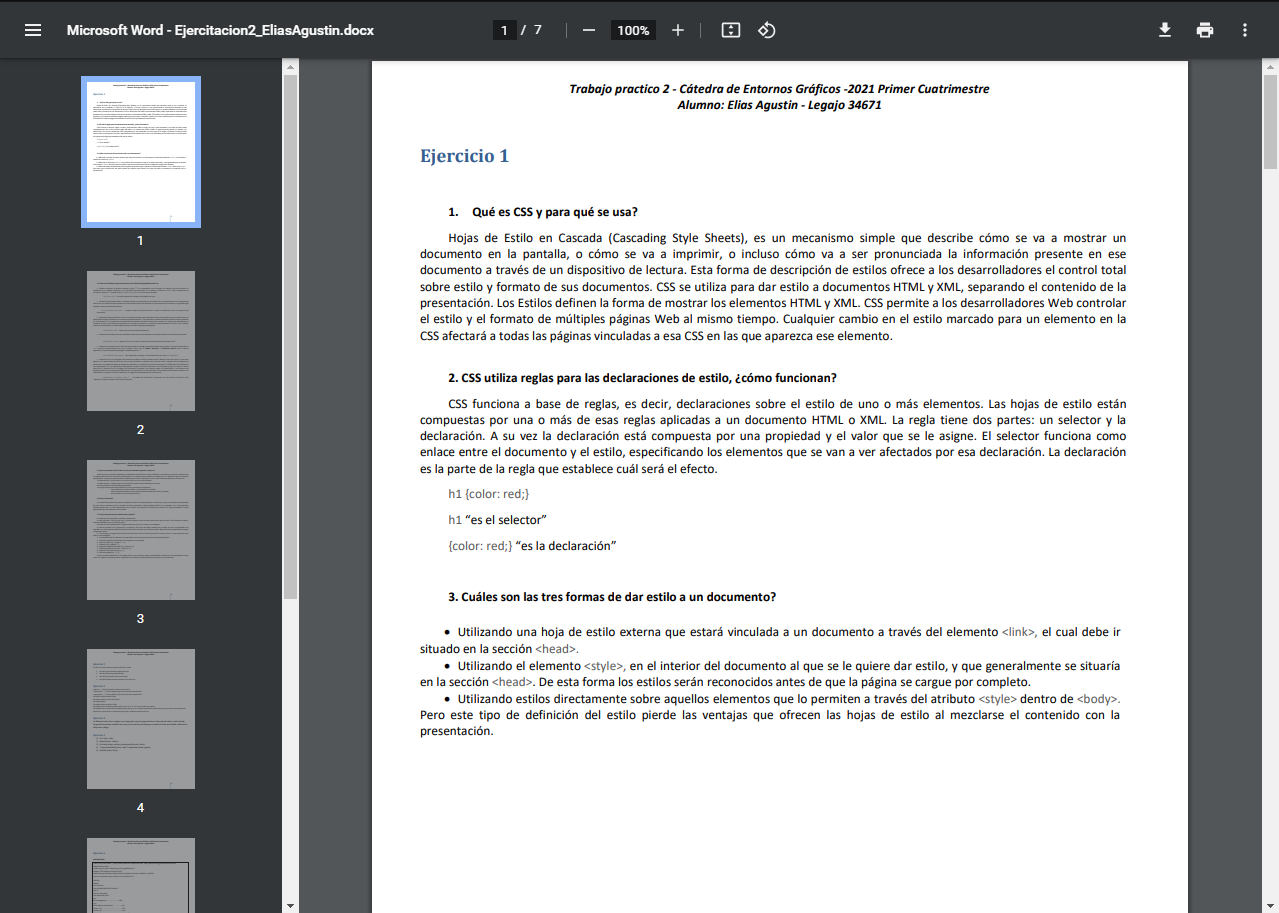 Microsoft Word - Ejercitacion2_EliasAgustin.docx
1 / 7
100%
1
2
3
4
Trabajo practico 2 - Cátedra de Entornos Gráficos -2021 Primer Cuatrimestre
Alumno: Elias Agustin - Legajo 34671
Ejercicio 1
1. Qué es CSS y para qué se usa?
Hojas de Estilo en Cascada (Cascading Style Sheets), es un mecanismo simple que describe cómo se va a mostrar un
documento en la pantalla, o cómo se va a imprimir, o incluso cómo va a ser pronunciada la información presente en ese
documento a través de un dispositivo de lectura. Esta forma de descripción de estilos ofrece a los desarrolladores el control total
sobre estilo y formato de sus documentos. CSS se utiliza para dar estilo a documentos HTML y XML, separando el contenido de la
presentación. Los Estilos definen la forma de mostrar los elementos HTML y XML. CSS permite a los desarrolladores Web controlar
el estilo y el formato de múltiples páginas Web al mismo tiempo. Cualquier cambio en el estilo marcado para un elemento en la
CSS afectará a todas las páginas vinculadas a esa CSS en las que aparezca ese elemento.
2. CSS utiliza reglas para las declaraciones de estilo, ¿cómo funcionan?
CSS funciona a base de reglas, es decir, declaraciones sobre el estilo de uno o más elementos. Las hojas de estilo están
compuestas por una o más de esas reglas aplicadas a un documento HTML o XML. La regla tiene dos partes: un selector y la
declaración. A su vez la declaración está compuesta por una propiedad y el valor que se le asigne. El selector funciona como
enlace entre el documento y el estilo, especificando los elementos que se van a ver afectados por esa declaración. La declaración
es la parte de la regla que establece cuál será el efecto.
h1 {color: red;}
h1 “es el selector”
{color: red;} “es la declaración”
3. Cuáles son las tres formas de dar estilo a un documento?
• Utilizando una hoja de estilo externa que estará vinculada a un documento a través del elemento <link>, el cual debe ir
situado en la sección <head>.
• Utilizando el elemento <style>, en el interior del documento al que se le quiere dar estilo, y que generalmente se situaría
en la sección <head>. De esta forma los estilos serán reconocidos antes de que la página se cargue por completo.
• Utilizando estilos directamente sobre aquellos elementos que lo permiten a través del atributo <style> dentro de <body>.
Pero este tipo de definición del estilo pierde las ventajas que ofrecen las hojas de estilo al mezclarse el contenido con la
presentación.